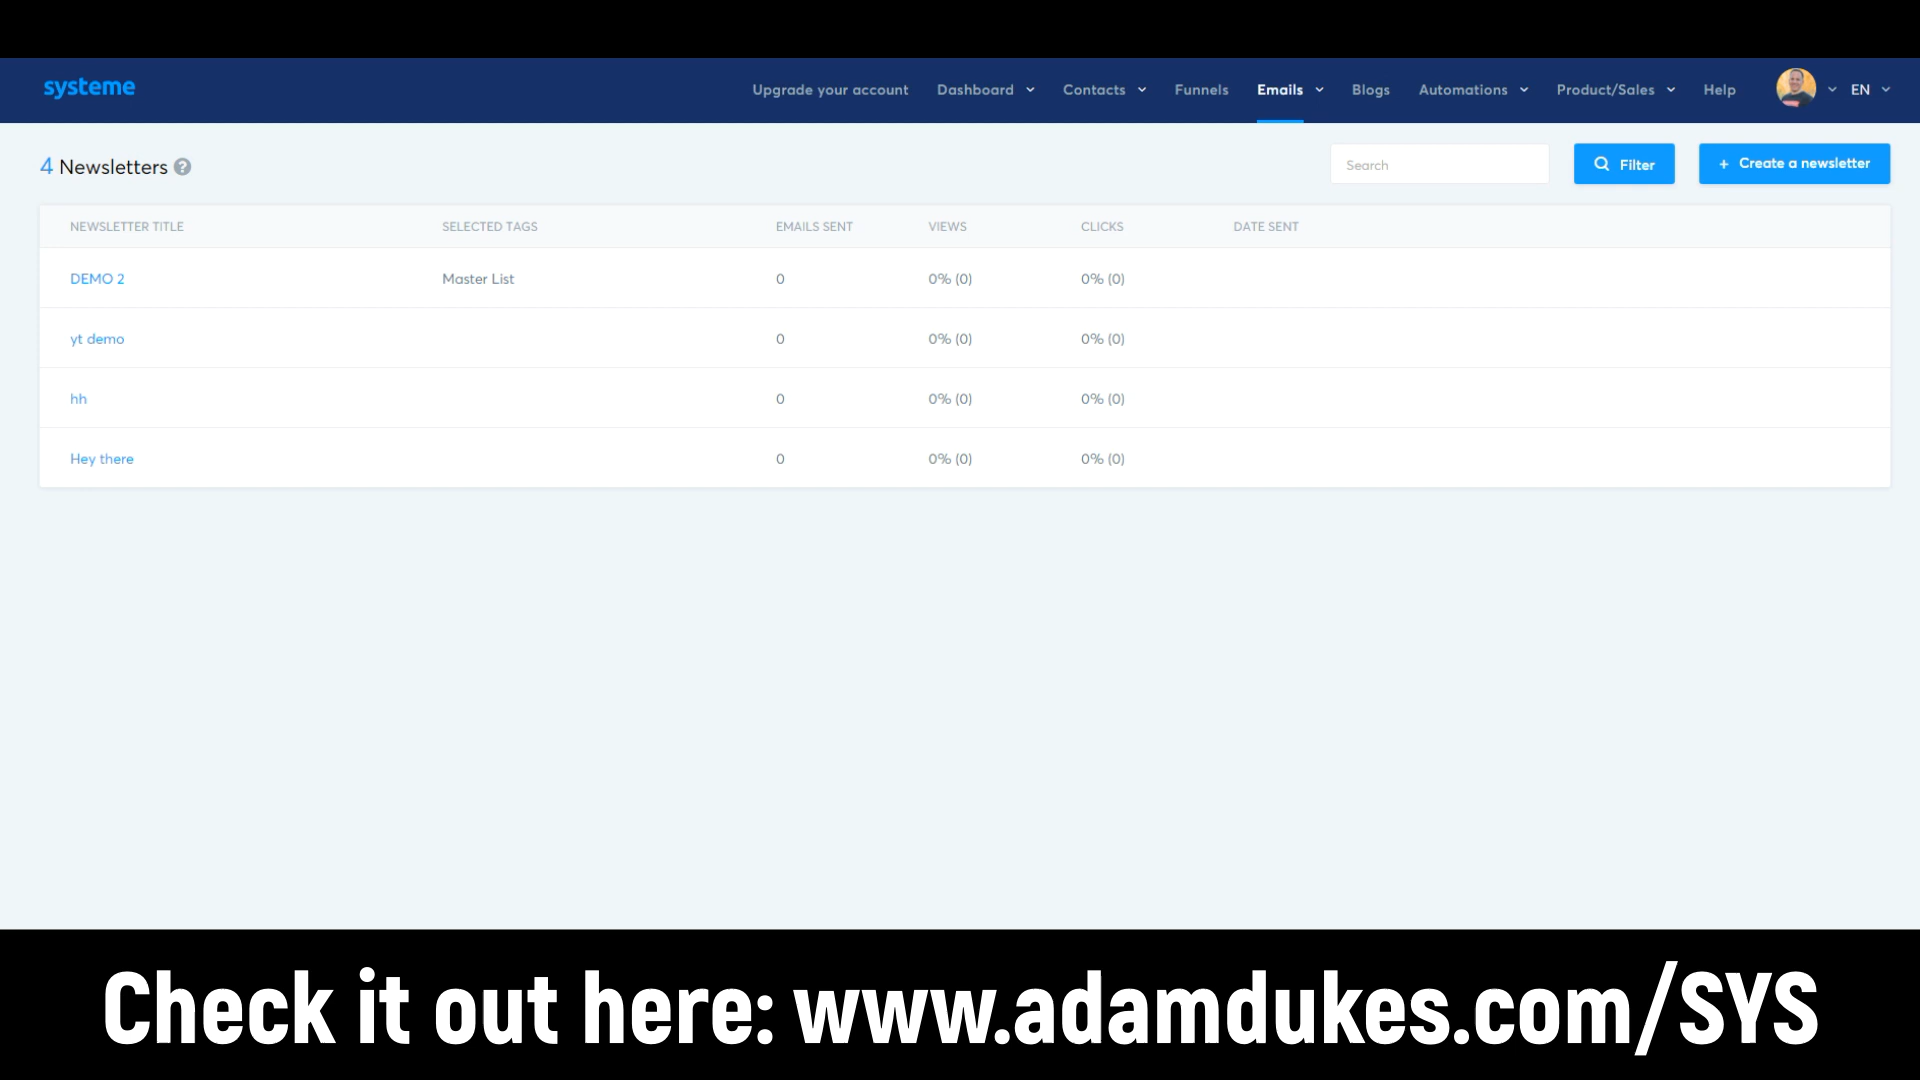 systeme
Upgrade your account Dashboard Contacts Funnels Emails Blogs Automations Product/Sales Help EN
4 Newsletters ?
Search Filter + Create a newsletter
NEWSLETTER TITLE SELECTED TAGS EMAILS SENT VIEWS CLICKS DATE SENT
DEMO 2 Master List 0 0% (0) 0% (0)
yt demo 0 0% (0) 0% (0)
hh 0 0% (0) 0% (0)
Hey there 0 0% (0) 0% (0)
Check it out here: www.adamdukes.com/SYS